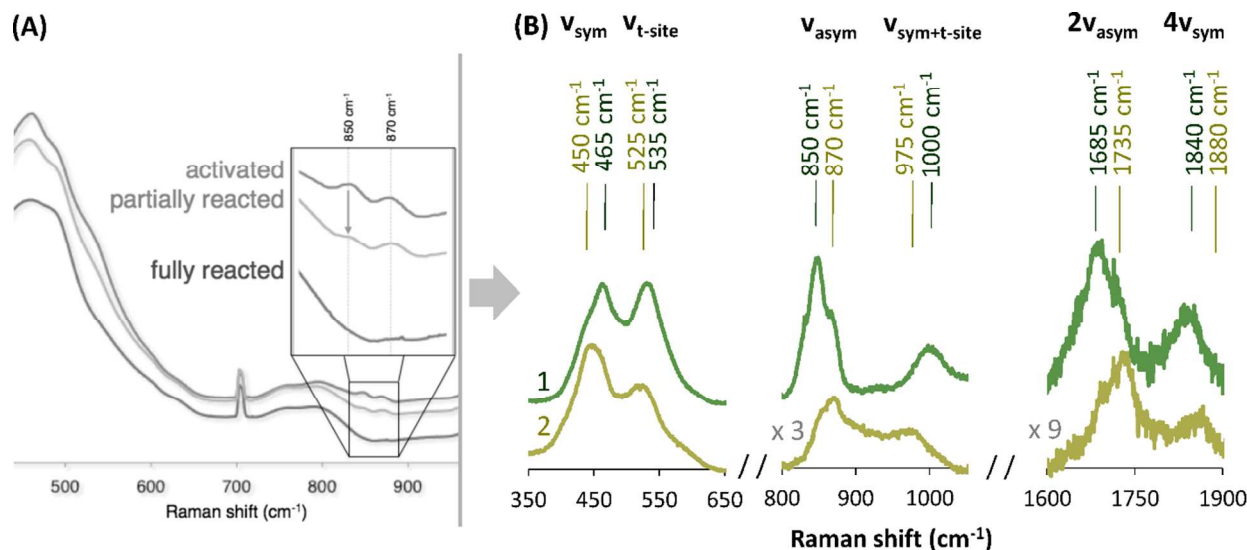 (A)
850 cm-1
870 cm-1
activated
partially reacted
fully reacted
500 600 700 800 900
Raman shift (cm-1)
(B)
vsym
vt-site
vasym
vsym+t-site
2vasym
4vsym
450 cm-1
465 cm-1
525 cm-1
535 cm-1
850 cm-1
870 cm-1
975 cm-1
1000 cm-1
1685 cm-1
1735 cm-1
1840 cm-1
1880 cm-1
1
2
x 3
x 9
350 450 550 650 // 800 900 1000 // 1600 1750 1900
Raman shift (cm-1)